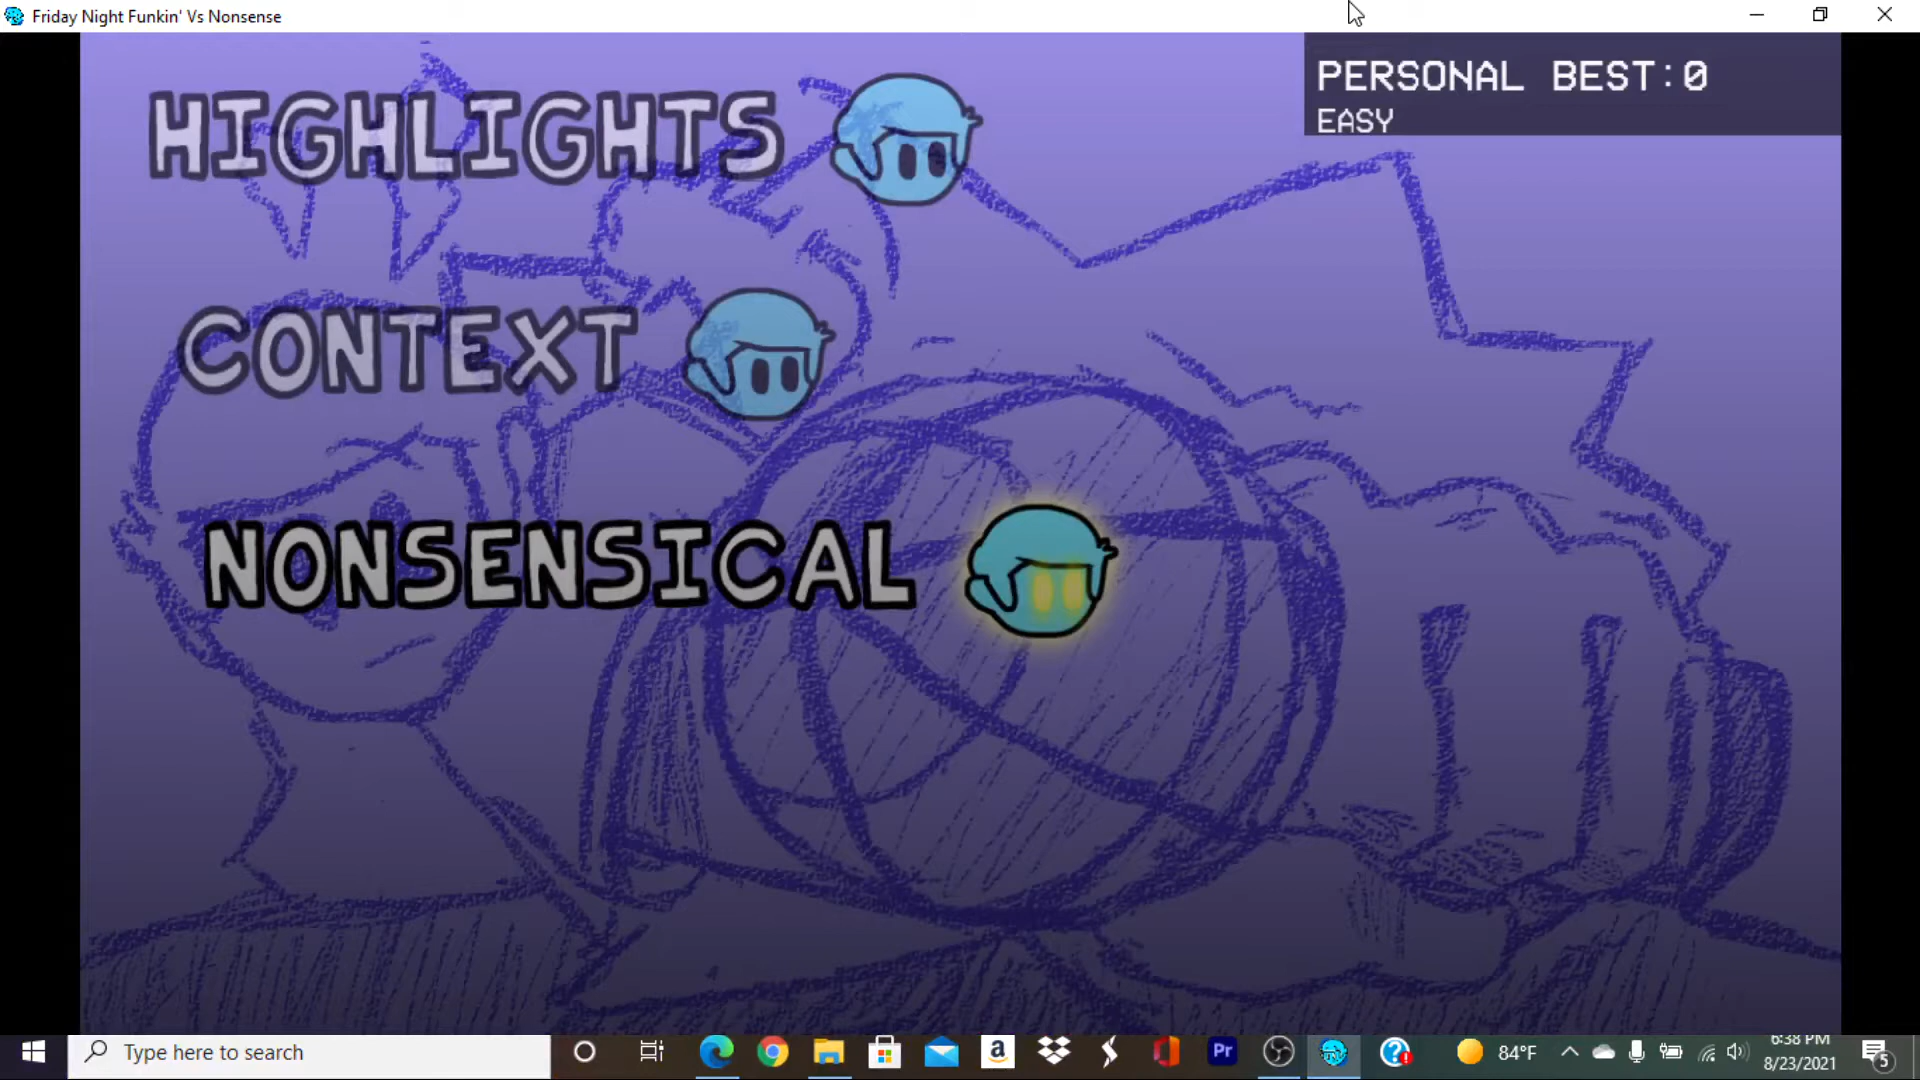 Friday Night Funkin' Vs Nonsense
PERSONAL BEST:0
EASY
HIGHLIGHTS
CONTEXT
NONSENSICAL
Type here to search
a
Pr
84°F
6:38 PM
8/23/2021
5